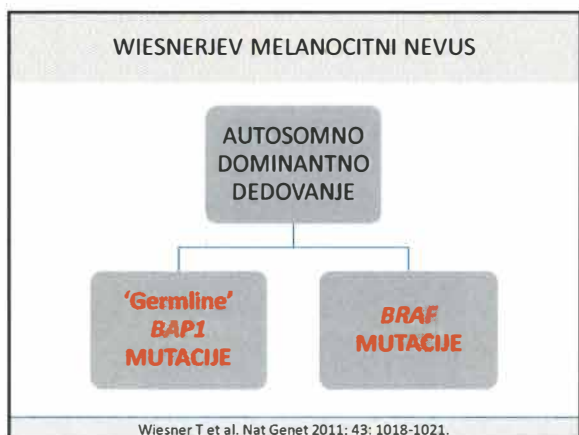 WIESNERJEV MELANOCITNI NEVUS
AUTOSOMNO
DOMINANTNO
DEDOVANJE
'Germline'
BAP1
MUTACIJE
BRAF
MUTACIJE
Wiesner T et al. Nat Genet 2011; 43: 1018-1021.